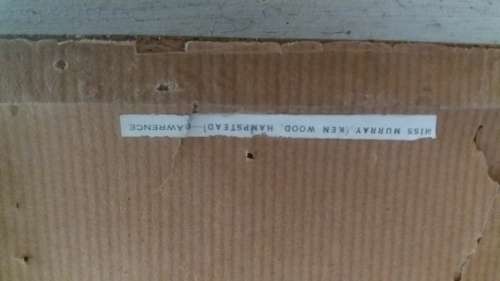 MISS MURRAY, (KEN WOOD, HAMPSTEAD) LAWRENCE